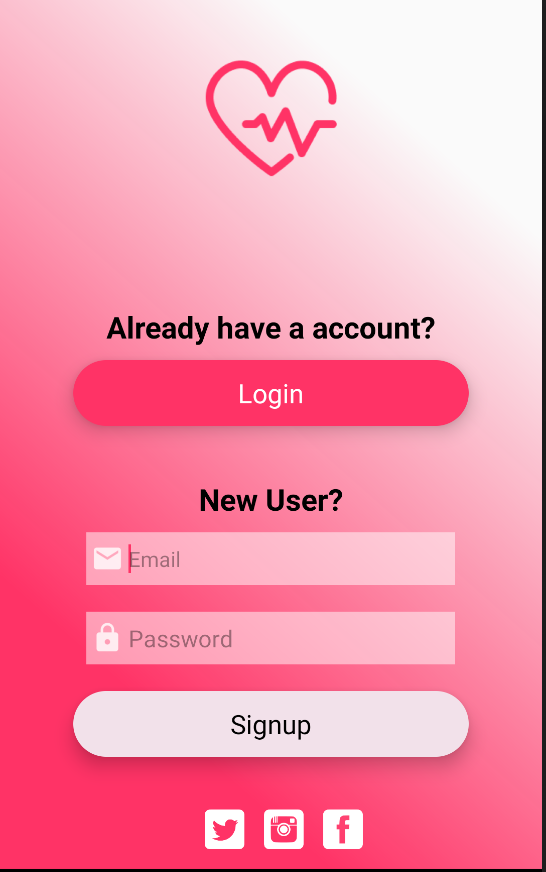 Already have a account?
Login
New User?
Email
Password
Signup